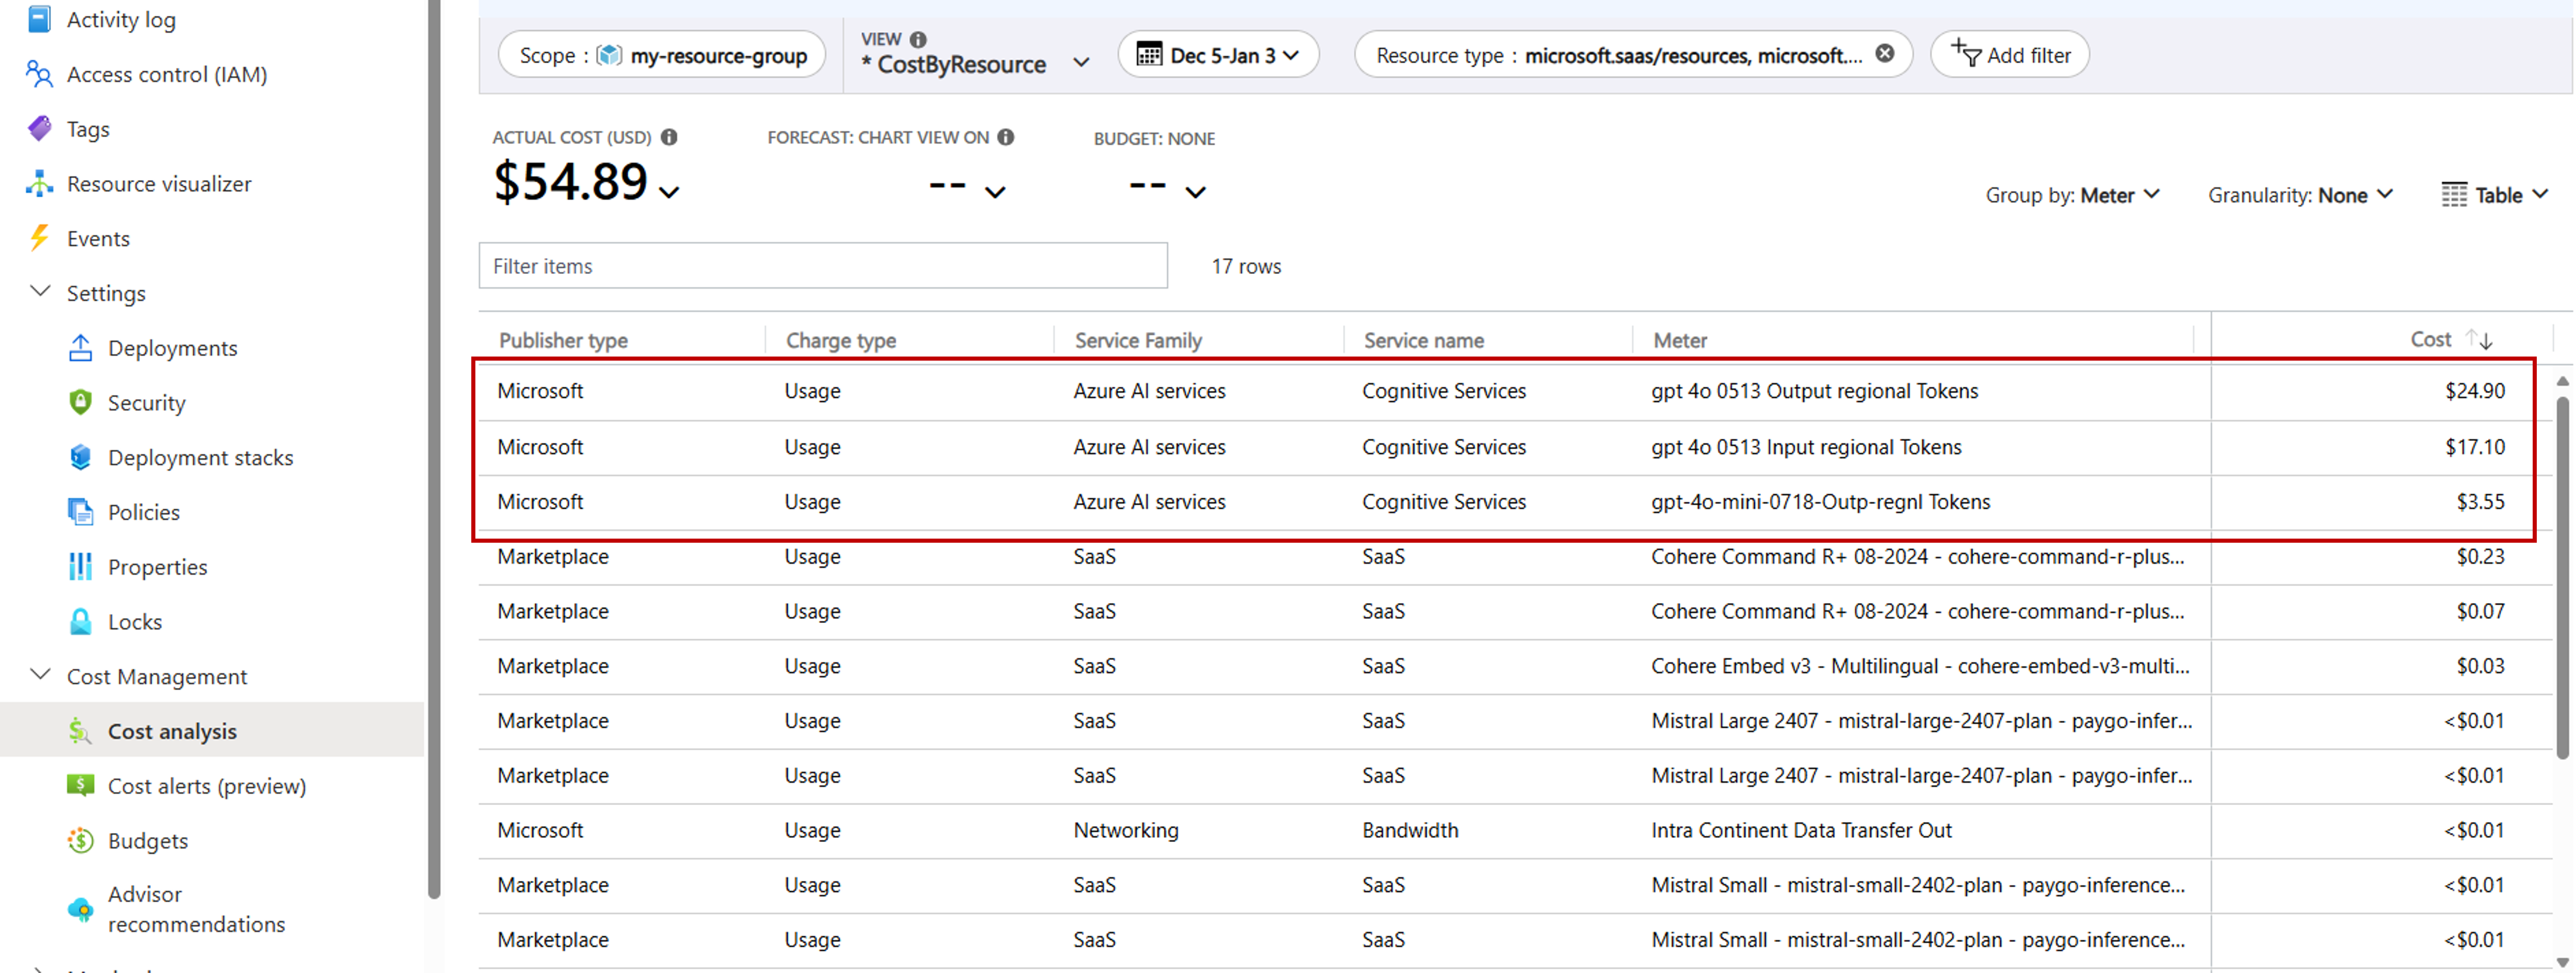 Activity log
Access control (IAM)
Tags
Resource visualizer
Events
Settings
Deployments
Security
Deployment stacks
Policies
Properties
Locks
Cost Management
Cost analysis
Cost alerts (preview)
Budgets
Advisor
recommendations
Scope : my-resource-group
VIEW
* CostByResource
Dec 5-Jan 3
Resource type : microsoft.saas/resources, microsoft....
Add filter
ACTUAL COST (USD)
$54.89
FORECAST: CHART VIEW ON
--
BUDGET: NONE
--
Group by: Meter
Granularity: None
Table
Filter items
17 rows
Publisher type Charge type Service Family Service name Meter Cost
Microsoft Usage Azure AI services Cognitive Services gpt 4o 0513 Output regional Tokens $24.90
Microsoft Usage Azure AI services Cognitive Services gpt 4o 0513 Input regional Tokens $17.10
Microsoft Usage Azure AI services Cognitive Services gpt-4o-mini-0718-Outp-regnl Tokens $3.55
Marketplace Usage SaaS SaaS Cohere Command R+ 08-2024 - cohere-command-r-plus... $0.23
Marketplace Usage SaaS SaaS Cohere Command R+ 08-2024 - cohere-command-r-plus... $0.07
Marketplace Usage SaaS SaaS Cohere Embed v3 - Multilingual - cohere-embed-v3-multi... $0.03
Marketplace Usage SaaS SaaS Mistral Large 2407 - mistral-large-2407-plan - paygo-infer... <$0.01
Marketplace Usage SaaS SaaS Mistral Large 2407 - mistral-large-2407-plan - paygo-infer... <$0.01
Microsoft Usage Networking Bandwidth Intra Continent Data Transfer Out <$0.01
Marketplace Usage SaaS SaaS Mistral Small - mistral-small-2402-plan - paygo-inference... <$0.01
Marketplace Usage SaaS SaaS Mistral Small - mistral-small-2402-plan - paygo-inference... <$0.01